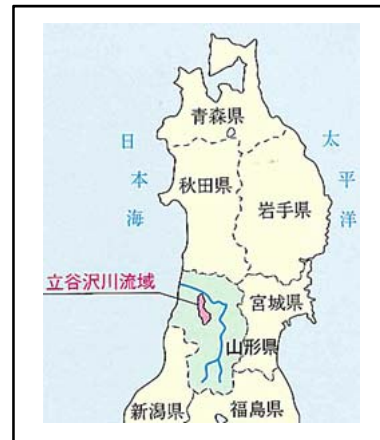 青森県
日本海
太平洋
秋田県
岩手県
立谷沢川流域
宮城県
山形県
新潟県
福島県